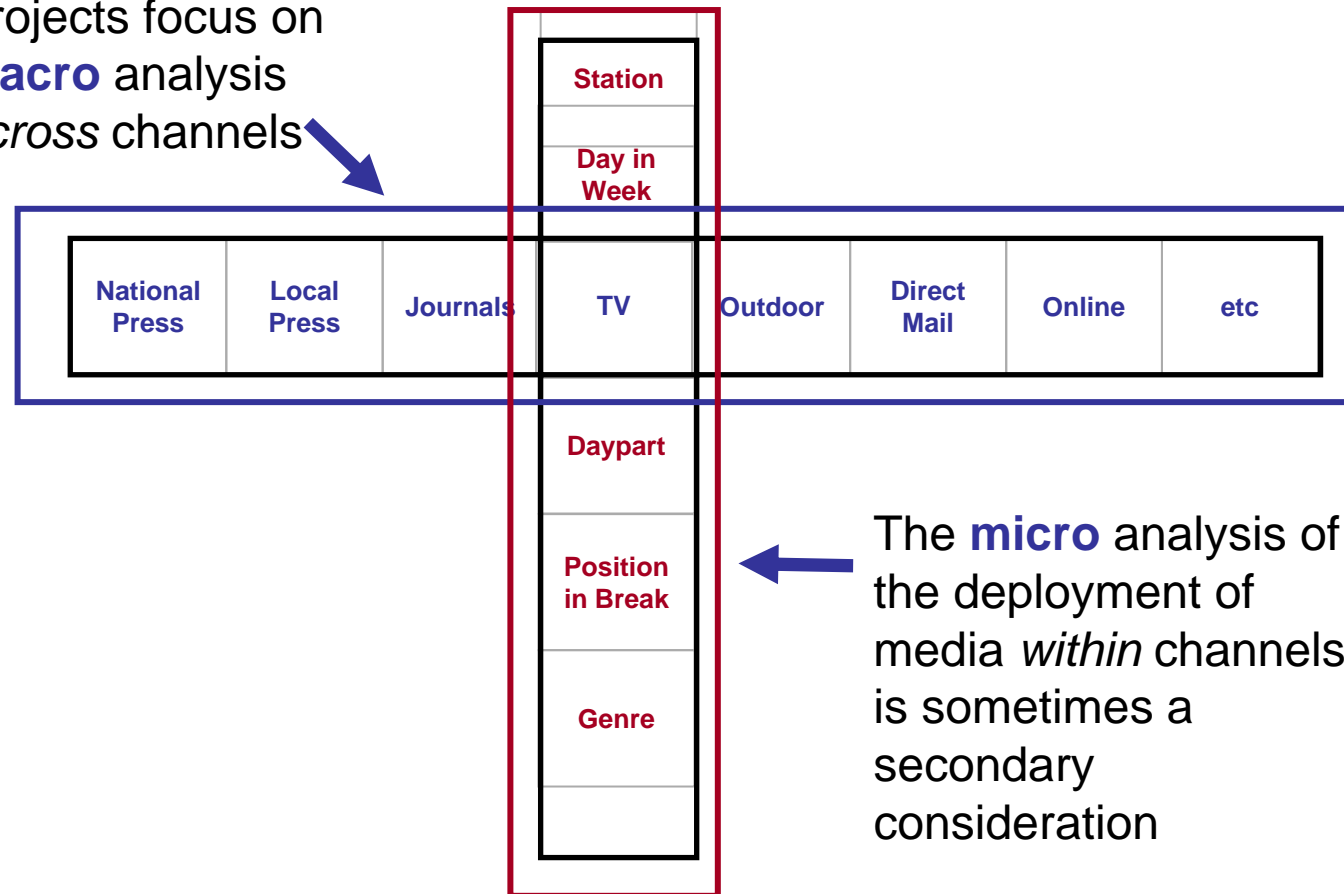 rojects focus on
acro analysis
cross channels
Station
Day in
Week
National
Press
Local
Press
Journals
TV
Outdoor
Direct
Mail
Online
etc
Daypart
Position
in Break
Genre
The micro analysis of
the deployment of
media within channels
is sometimes a
secondary
consideration